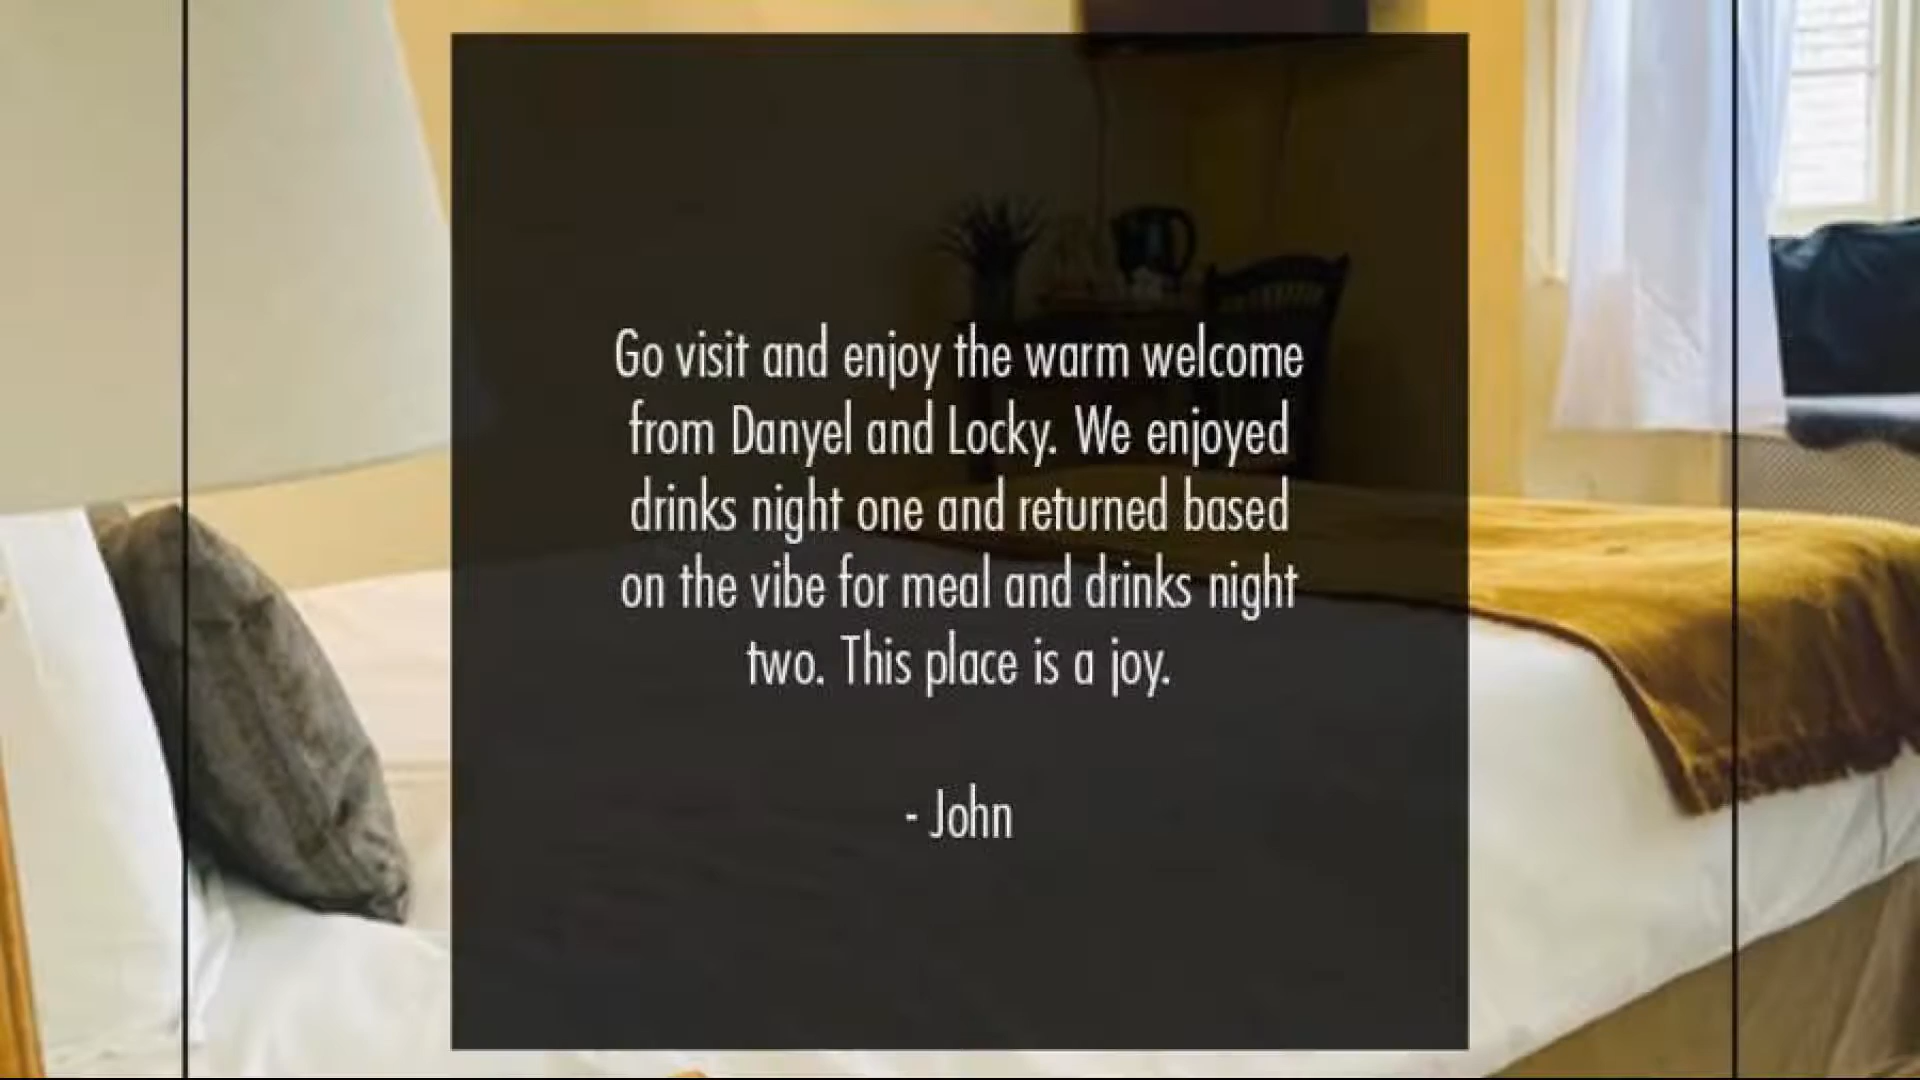 Go visit and enjoy the warm welcome
from Danyel and Locky. We enjoyed
drinks night one and returned based
on the vibe for meal and drinks night
two. This place is a joy.
- John